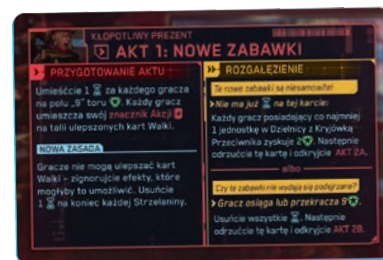 KŁOPOTLIWY PREZENT
AKT 1: NOWE ZABAWKI
PRZYGOTOWANIE AKTU
Umieśćcie 1 za każdego gracza
na polu „9” toru . Każdy gracz
umieszcza swój znacznik Akcji
na talii ulepszonych kart Walki.
NOWA ZASADA
Gracze nie mogą ulepszać kart
Walki – zignorujcie efekty, które
mogłyby to umożliwić. Usuńcie
1 na koniec każdej Strzelaniny.
ROZGAŁĘZIENIE
Te nowe zabawki są niesamowite!
Nie ma już na tej karcie:
Każdy gracz posiadający co najmniej
1 jednostkę w Dzielnicy z Kryjówką
Przeciwnika zyskuje 2. Następnie
odrzućcie tę kartę i odkryjcie AKT 2A.
albo
Czy te zabawki nie wydają się podejrzane?
Gracz osiąga lub przekracza 9.
Usuńcie wszystkie . Następnie
odrzućcie tę kartę i odkryjcie AKT 2B.